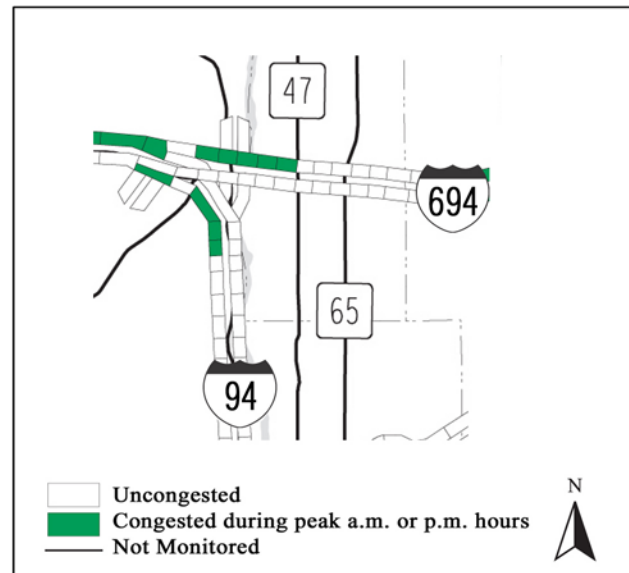 47
694
65
94
Uncongested
Congested during peak a.m. or p.m. hours
Not Monitored
N